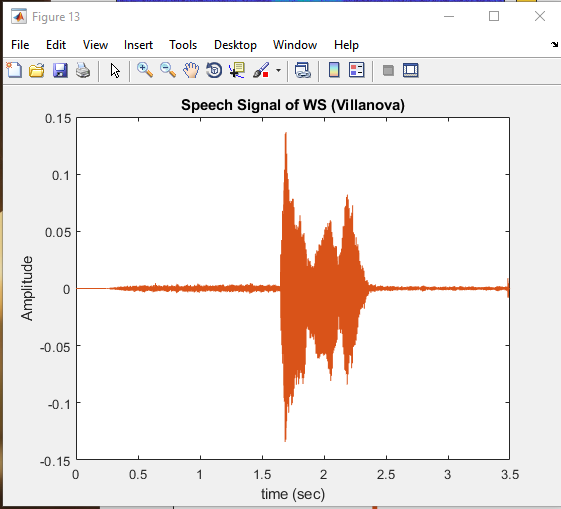 Figure 13
File Edit View Insert Tools Desktop Window Help
Speech Signal of WS (Villanova)
0.15
0.1
0.05
0
-0.05
-0.1
-0.15
Amplitude
0 0.5 1 1.5 2 2.5 3 3.5
time (sec)